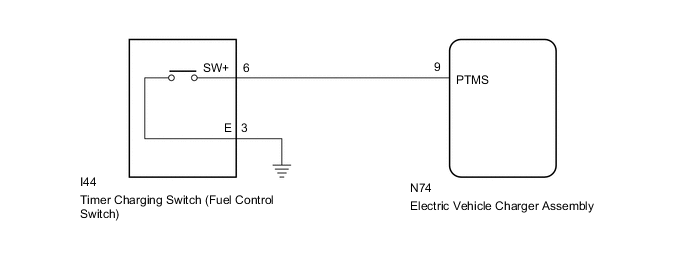 SW+ 6 9
PTMS
E 3
I44
Timer Charging Switch (Fuel Control
Switch)
N74
Electric Vehicle Charger Assembly